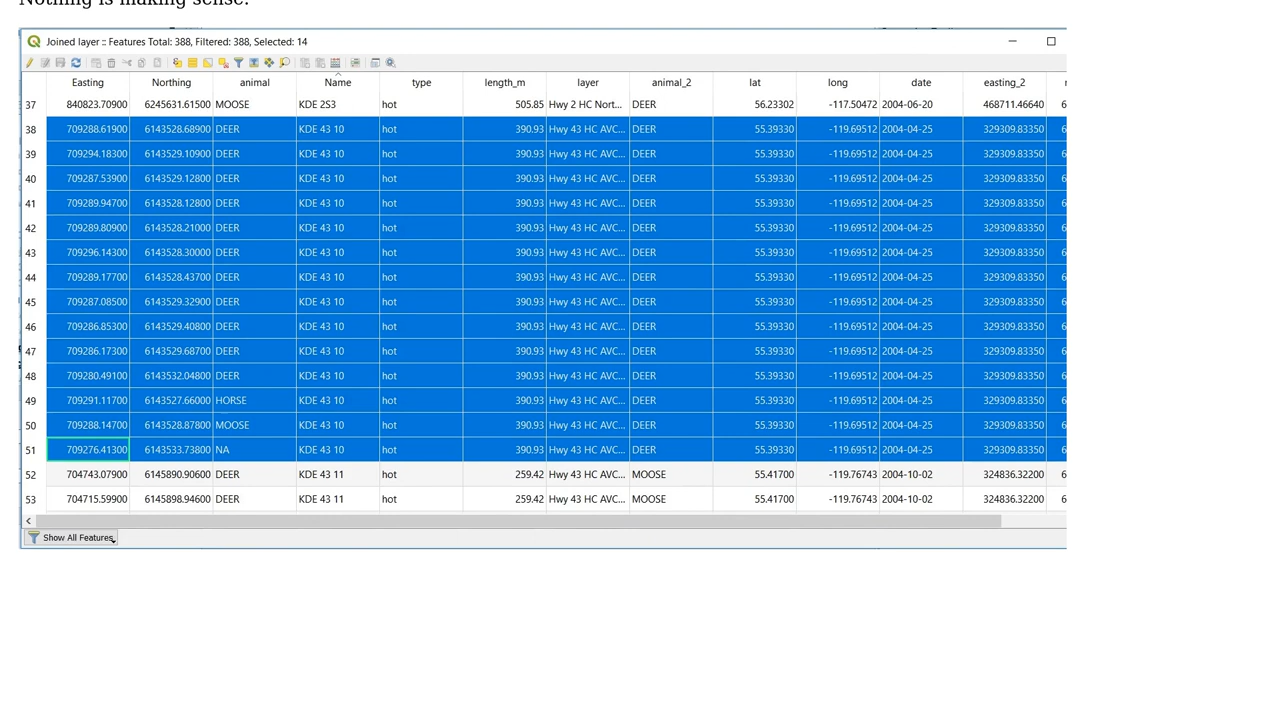 Nothing is making sense.
Joined layer :: Features Total: 388, Filtered: 388, Selected: 14
Easting Northing animal Name type length_m layer animal_2 lat long date easting_2
37 840823.70900 6245631.61500 MOOSE KDE 2S3 hot 505.85 Hwy 2 HC Nort... DEER 56.23302 -117.50472 2004-06-20 468711.46640 6
38 709288.61900 6143528.68900 DEER KDE 43 10 hot 390.93 Hwy 43 HC AVC... DEER 55.39330 -119.69512 2004-04-25 329309.83350 6
39 709294.18300 6143529.10900 DEER KDE 43 10 hot 390.93 Hwy 43 HC AVC... DEER 55.39330 -119.69512 2004-04-25 329309.83350 6
40 709287.53900 6143529.12800 DEER KDE 43 10 hot 390.93 Hwy 43 HC AVC... DEER 55.39330 -119.69512 2004-04-25 329309.83350 6
41 709289.94700 6143528.12800 DEER KDE 43 10 hot 390.93 Hwy 43 HC AVC... DEER 55.39330 -119.69512 2004-04-25 329309.83350 6
42 709289.80900 6143528.21000 DEER KDE 43 10 hot 390.93 Hwy 43 HC AVC... DEER 55.39330 -119.69512 2004-04-25 329309.83350 6
43 709296.14300 6143528.30000 DEER KDE 43 10 hot 390.93 Hwy 43 HC AVC... DEER 55.39330 -119.69512 2004-04-25 329309.83350 6
44 709289.17700 6143528.43700 DEER KDE 43 10 hot 390.93 Hwy 43 HC AVC... DEER 55.39330 -119.69512 2004-04-25 329309.83350 6
45 709287.08500 6143529.32900 DEER KDE 43 10 hot 390.93 Hwy 43 HC AVC... DEER 55.39330 -119.69512 2004-04-25 329309.83350 6
46 709286.85300 6143529.40800 DEER KDE 43 10 hot 390.93 Hwy 43 HC AVC... DEER 55.39330 -119.69512 2004-04-25 329309.83350 6
47 709286.17300 6143529.68700 DEER KDE 43 10 hot 390.93 Hwy 43 HC AVC... DEER 55.39330 -119.69512 2004-04-25 329309.83350 6
48 709280.49100 6143532.04800 DEER KDE 43 10 hot 390.93 Hwy 43 HC AVC... DEER 55.39330 -119.69512 2004-04-25 329309.83350 6
49 709291.11700 6143527.66000 HORSE KDE 43 10 hot 390.93 Hwy 43 HC AVC... DEER 55.39330 -119.69512 2004-04-25 329309.83350 6
50 709288.14700 6143528.87800 MOOSE KDE 43 10 hot 390.93 Hwy 43 HC AVC... DEER 55.39330 -119.69512 2004-04-25 329309.83350 6
51 709276.41300 6143533.73800 NA KDE 43 10 hot 390.93 Hwy 43 HC AVC... DEER 55.39330 -119.69512 2004-04-25 329309.83350 6
52 704743.07900 6145890.90600 DEER KDE 43 11 hot 259.42 Hwy 43 HC AVC... MOOSE 55.41700 -119.76743 2004-10-02 324836.32200 6
53 704715.59900 6145898.94600 DEER KDE 43 11 hot 259.42 Hwy 43 HC AVC... MOOSE 55.41700 -119.76743 2004-10-02 324836.32200 6
Show All Features